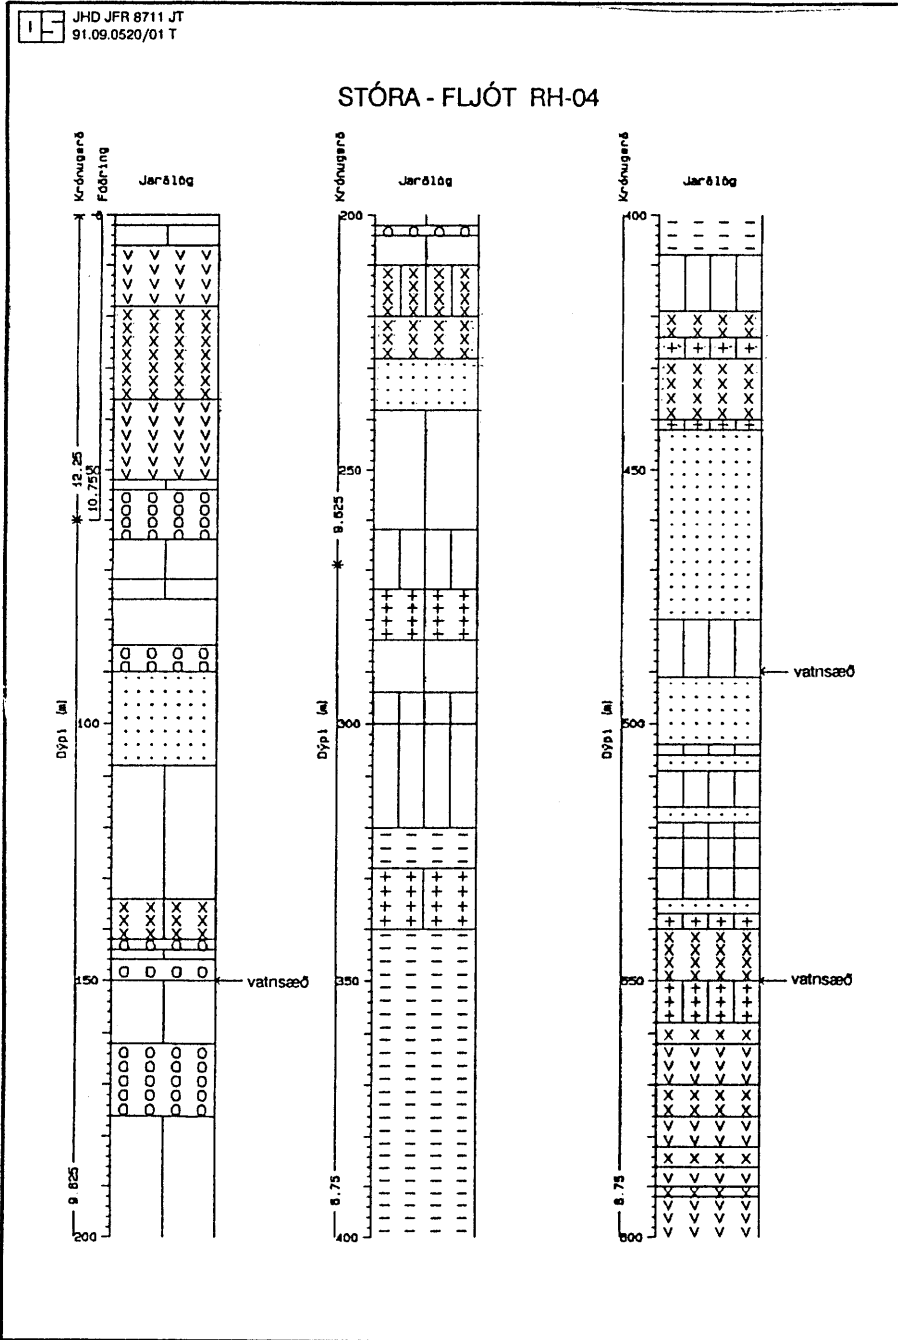 JHD JFR 8711 JT
91.09.0520/01 T
STÓRA - FLJÓT RH-04
Krónugerð
Fóðring
Jarðlög
0
50
100
150
200
Dýpi (m)
12.25
10.75
9.625
vatnsæð
Krónugerð
Jarðlög
200
250
300
350
400
Dýpi (m)
9.625
8.75
Krónugerð
Jarðlög
400
450
500
550
600
Dýpi (m)
8.75
vatnsæð
vatnsæð